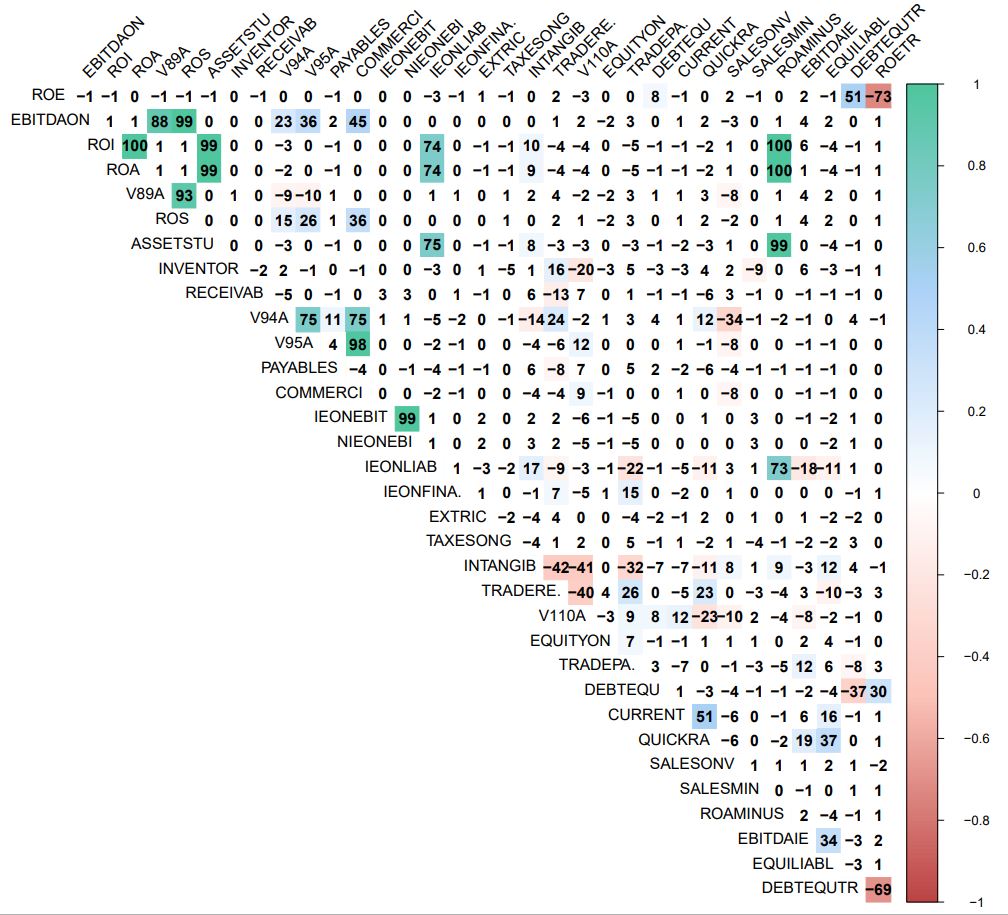 EBITDAON ROI ROA V89A ROS ASSETSTU INVENTOR RECEIVAB V94A V95A PAYABLES COMMERCI IEONEBIT NIEONEBI IEONLIAB IEONFINA. EXTRIC TAXESONG INTANGIB TRADERE. V110A EQUITYON TRADEPA. DEBTEQU CURRENT QUICKRA SALESONV SALESMIN ROAMINUS EBITDAIE EQUILIABL DEBTEQUTR ROETR
ROE −1 −1 0 −1 −1 −1 0 −1 0 0 −1 0 0 0 −3 −1 1 −1 0 2 −3 0 0 8 −1 0 2 −1 0 2 −1 51 −73
EBITDAON 1 1 88 99 0 0 0 23 36 2 45 0 0 0 0 0 0 0 1 2 −2 3 0 1 2 −3 0 1 4 2 0 1
ROI 100 1 1 99 0 0 −3 0 −1 0 0 0 74 0 −1 −1 10 −4 −4 0 −5 −1 −1 −2 1 0 100 6 −4 −1 1
ROA 1 1 99 0 0 −2 0 −1 0 0 0 74 0 −1 −1 9 −4 −4 0 −5 −1 −1 −2 1 0 100 1 −4 −1 1
V89A 93 0 1 0 −9 −10 1 0 0 0 1 1 0 1 2 4 −2 −2 3 1 1 3 −8 0 1 4 2 0 1
ROS 0 0 0 15 26 1 36 0 0 0 0 1 0 0 2 1 −2 3 0 1 2 −2 0 1 4 2 0 1
ASSETSTU 0 0 −3 0 −1 0 0 0 75 0 −1 −1 8 −3 −3 0 −3 −1 −2 −3 1 0 99 0 −4 −1 0
INVENTOR −2 2 −1 0 −1 0 0 −3 0 1 −5 1 16 −20 −3 5 −3 −3 4 2 −9 0 6 −3 −1 1
RECEIVAB −5 0 −1 0 3 3 0 1 −1 0 6 −13 7 0 1 −1 −1 −6 3 −1 0 −1 −1 −1 0
V94A 75 11 75 1 1 −5 −2 0 −1 −14 24 −2 1 3 4 1 12 −34 −1 −2 −1 0 4 −1
V95A 4 98 0 0 −2 −1 0 0 −4 −6 12 0 0 0 1 −1 −8 0 0 0 0 1 0
PAYABLES −4 0 −1 −4 −1 −1 0 6 −8 7 0 5 2 −2 −6 −4 −1 −1 −1 −1 1 0
COMMERCI 0 0 −2 −1 0 0 −4 −4 9 −1 0 0 1 0 −8 0 0 0 0 1 0
IEONEBIT 99 1 0 2 0 2 2 −6 −1 −5 0 0 1 0 3 0 −1 −2 1 0
NIEONEBI 1 0 2 0 3 2 −5 −1 −5 0 0 0 0 3 0 0 −2 1 0
IEONLIAB 1 −3 −2 17 −9 −3 −1 −22 −1 −5 −11 3 1 73 −18 −11 1 0
IEONFINA. 1 0 −1 7 −5 1 15 0 −2 0 1 0 0 0 0 −1 1
EXTRIC −2 −4 4 0 0 −4 −2 −1 2 0 1 0 1 −2 −2 0
TAXESONG −4 1 2 0 5 −1 1 −2 1 −4 −1 −2 −2 3 0
INTANGIB −42 −41 0 −32 −7 −7 −11 8 1 9 −3 12 4 −1
TRADERE. −40 4 26 0 −5 23 0 −3 −4 3 −10 −3 3
V110A −3 9 8 12 −23 −10 2 −4 −8 −2 −1 0
EQUITYON 7 −1 −1 1 1 1 0 2 4 −1 0
TRADEPA. 3 −7 0 −1 −3 −5 12 6 −8 3
DEBTEQU 1 −3 −4 −1 −1 −2 −4 −37 30
CURRENT 51 −6 0 −1 6 16 −1 1
QUICKRA −6 0 −2 19 37 0 1
SALESONV 1 1 1 2 1 −2
SALESMIN 0 −1 0 1 1
ROAMINUS 2 −4 −1 1
EBITDAIE 34 −3 2
EQUILIABL −3 1
DEBTEQUTR −69
1
0.8
0.6
0.4
0.2
0
−0.2
−0.4
−0.6
−0.8
−1